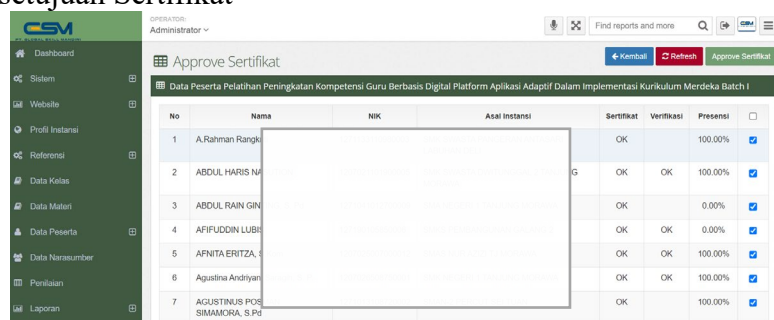 setujuan Sertifikat
CSM
OPERATOR:
Administrator
Find reports and more
Dashboard
Sistem
Website
Profil Instansi
Referensi
Data Kelas
Data Materi
Data Peserta
Data Narasumber
Penilaian
Laporan
Approve Sertifikat
Kembali Refresh Approve Sertifikat
Data Peserta Pelatihan Peningkatan Kompetensi Guru Berbasis Digital Platform Aplikasi Adaptif Dalam Implementasi Kurikulum Merdeka Batch I
No Nama NIK Asal Instansi Sertifikat Verifikasi Presensi
1 A.Rahman Rangk OK 100.00%
2 ABDUL HARIS NA G OK OK 100.00%
3 ABDUL RAIN GIN OK 0.00%
4 AFIFUDDIN LUBI OK OK 0.00%
5 AFNITA ERITZA, OK OK 100.00%
6 Agustina Andriyan OK OK 100.00%
7 AGUSTINUS POS OK 100.00%
SIMAMORA, S.Pd